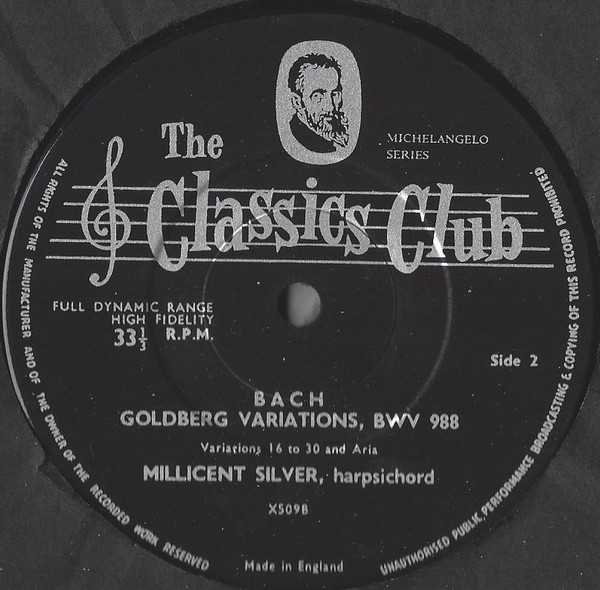 The
MICHELANGELO
SERIES
Classics Club
FULL DYNAMIC RANGE
HIGH FIDELITY
33⅓ R.P.M.
Side 2
BACH
GOLDBERG VARIATIONS, BWV 988
Variations 16 to 30 and Aria
MILLICENT SILVER, harpsichord
X509B
Made in England
ALL RIGHTS OF THE MANUFACTURER AND OF THE OWNER OF THE RECORDED WORK RESERVED
UNAUTHORISED PUBLIC PERFORMANCE BROADCASTING & COPYING OF THIS RECORD PROHIBITED